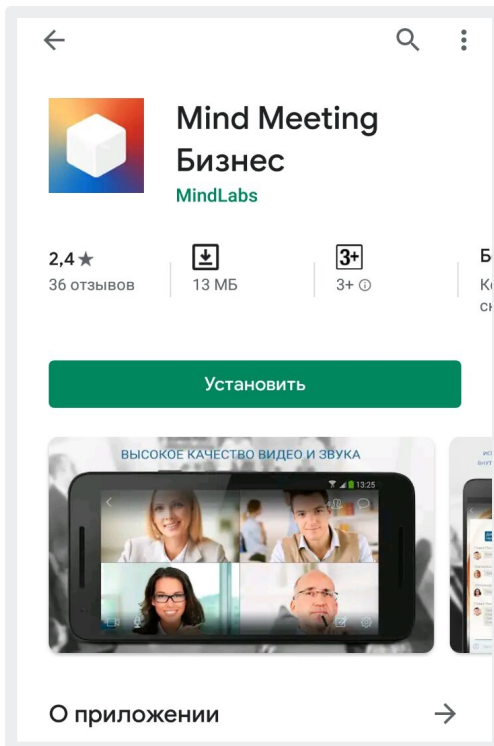 Mind Meeting
Бизнес
MindLabs
2,4★
36 отзывов
13 МБ
3+
3+
Установить
ВЫСОКОЕ КАЧЕСТВО ВИДЕО И ЗВУКА
13:25
О приложении